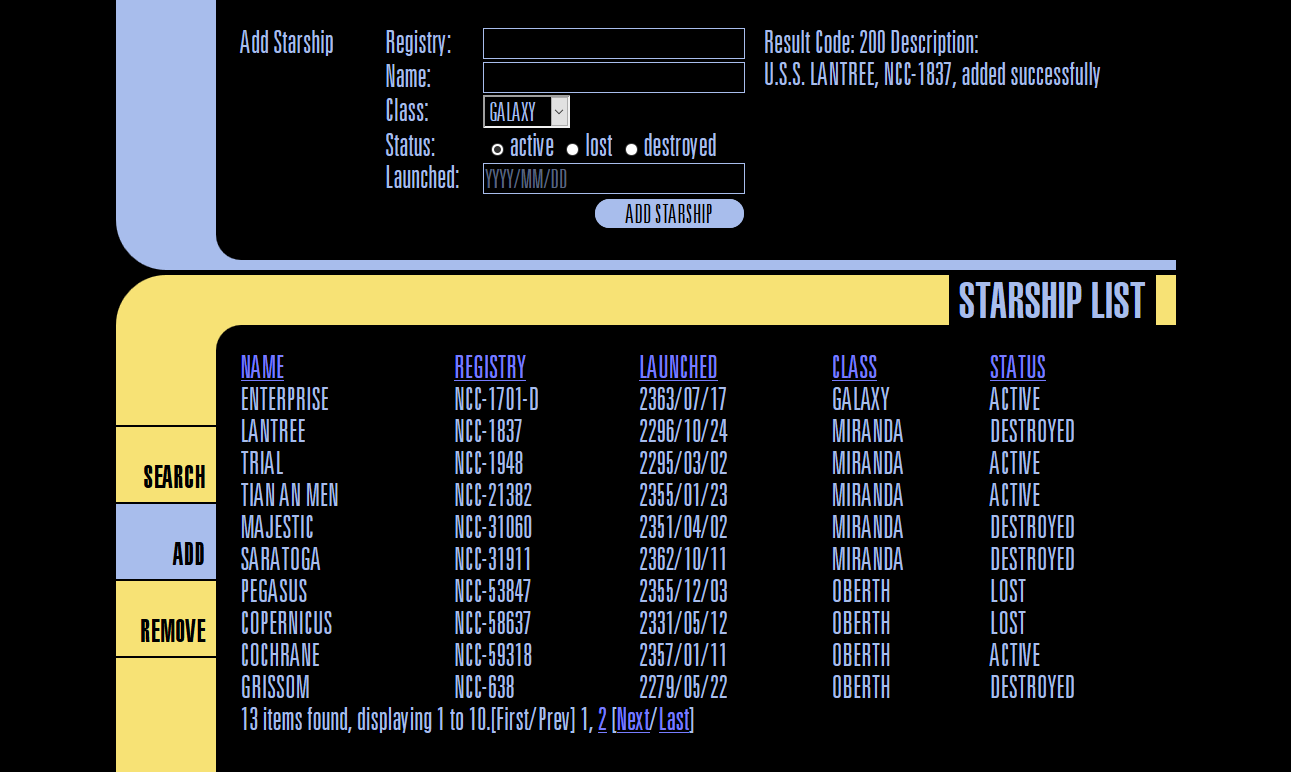 Add Starship Registry: Result Code: 200 Description:
Name: U.S.S. LANTREE, NCC-1837, added successfully
Class: GALAXY
Status: active lost destroyed
Launched: YYYY/MM/DD
ADD STARSHIP
STARSHIP LIST
NAME REGISTRY LAUNCHED CLASS STATUS
ENTERPRISE NCC-1701-D 2363/07/17 GALAXY ACTIVE
LANTREE NCC-1837 2296/10/24 MIRANDA DESTROYED
TRIAL NCC-1948 2295/03/02 MIRANDA ACTIVE
TIAN AN MEN NCC-21382 2355/01/23 MIRANDA ACTIVE
MAJESTIC NCC-31060 2351/04/02 MIRANDA DESTROYED
SARATOGA NCC-31911 2362/10/11 MIRANDA DESTROYED
PEGASUS NCC-53847 2355/12/03 OBERTH LOST
COPERNICUS NCC-58637 2331/05/12 OBERTH LOST
COCHRANE NCC-59318 2357/01/11 OBERTH ACTIVE
GRISSOM NCC-638 2279/05/22 OBERTH DESTROYED
13 items found, displaying 1 to 10.[First/Prev] 1, 2 [Next/Last]
SEARCH
ADD
REMOVE